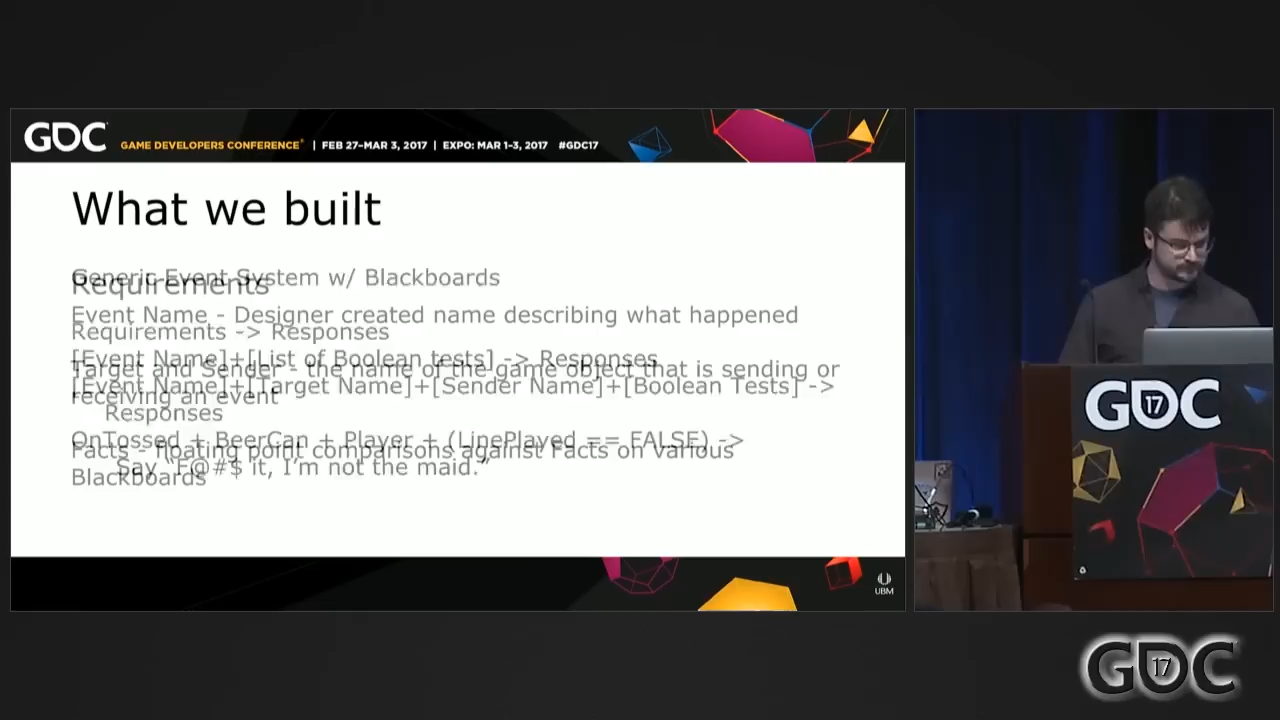 GDC
GAME DEVELOPERS CONFERENCE® | FEB 27–MAR 3, 2017 | EXPO: MAR 1–3, 2017 #GDC17
What we built
Generic Event System w/ Blackboards
Requirements
Event Name - Designer created name describing what happened
Requirements -> Responses
[Event Name]+[List of Boolean tests] -> Responses
Target and Sender - the name of the game object that is sending or
[Event Name]+[Target Name]+[Sender Name]+[Boolean Tests] ->
receiving an event
Responses
OnTossed + BeerCan + Player + (LinePlayed == FALSE) ->
Facts - floating point comparisons against Facts on various
Say “F@#$ it, I’m not the maid.”
Blackboards
UBM
GDC
17
GDC
17